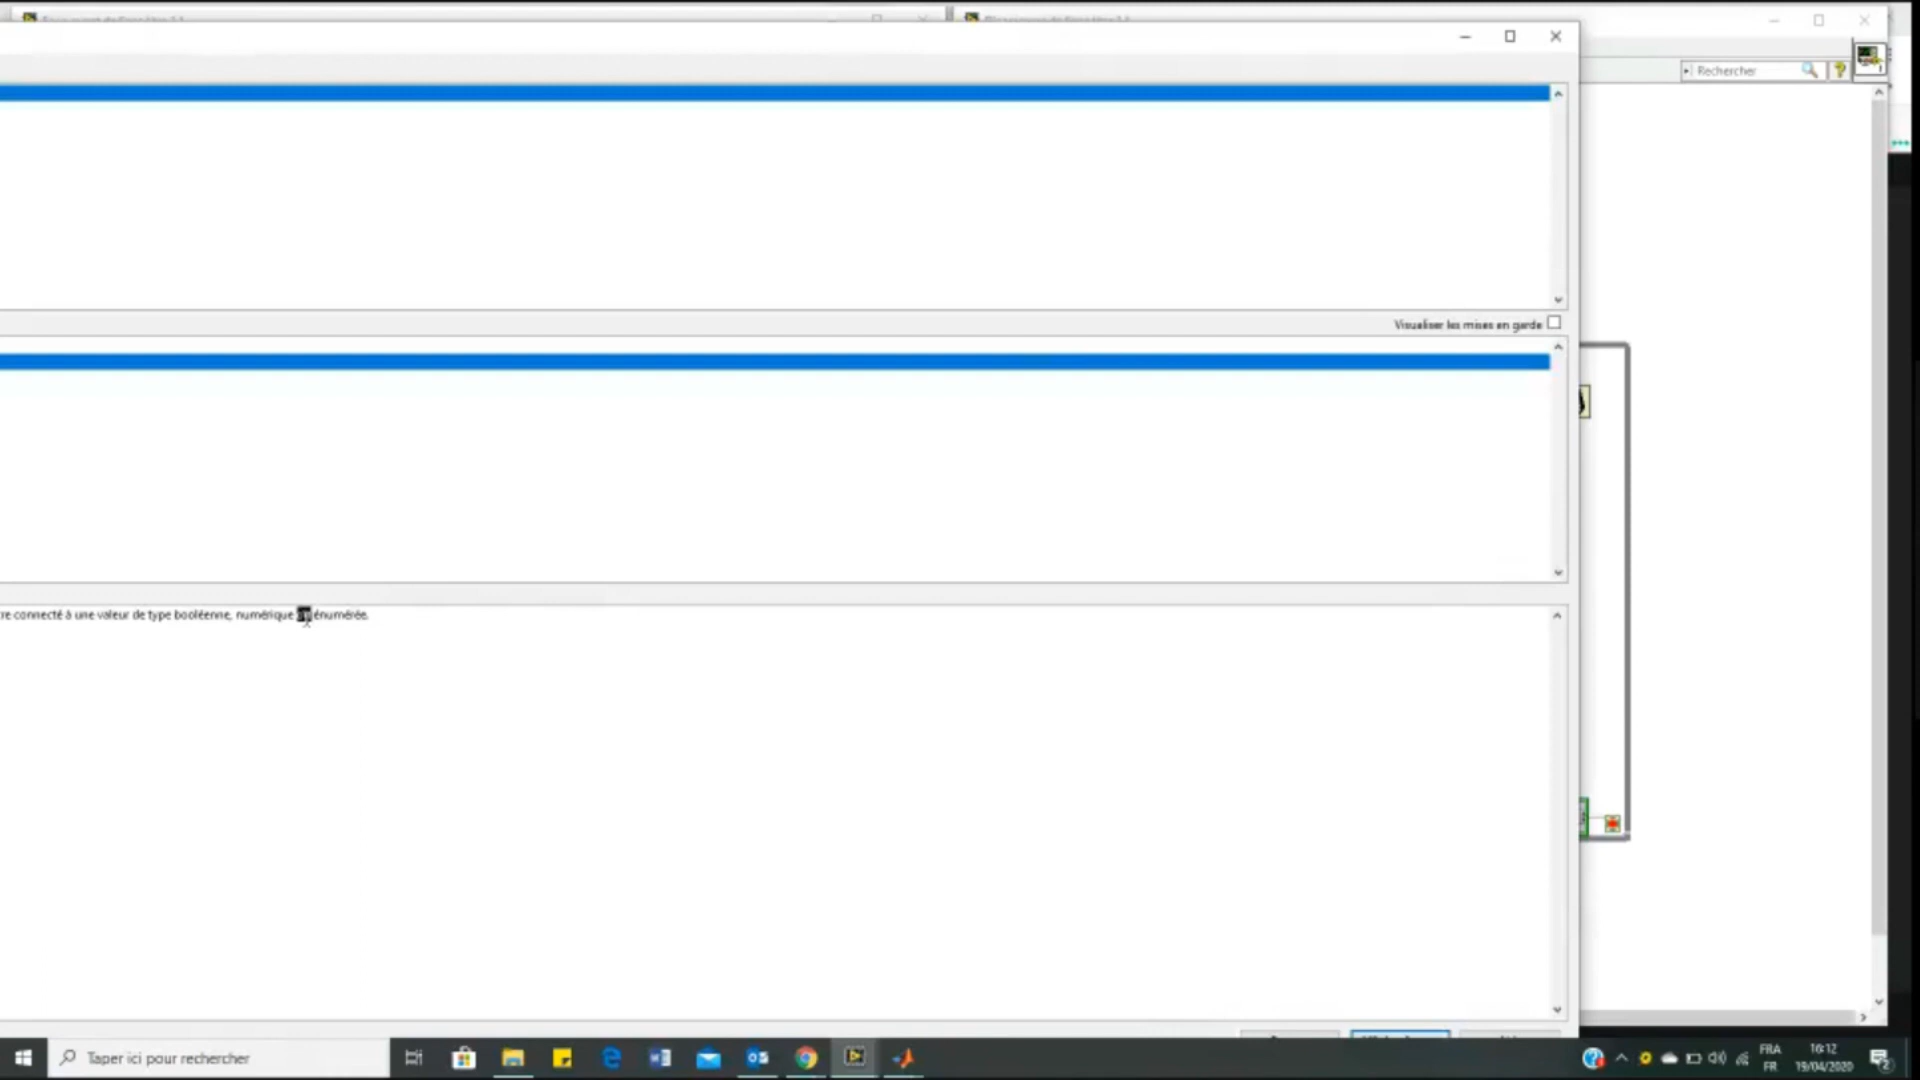 Rechercher
Visualiser les mises en garde
re connecté à une valeur de type booléenne, numérique ou énumérée.
Taper ici pour rechercher
FRA
FR
16:12
19/04/2020